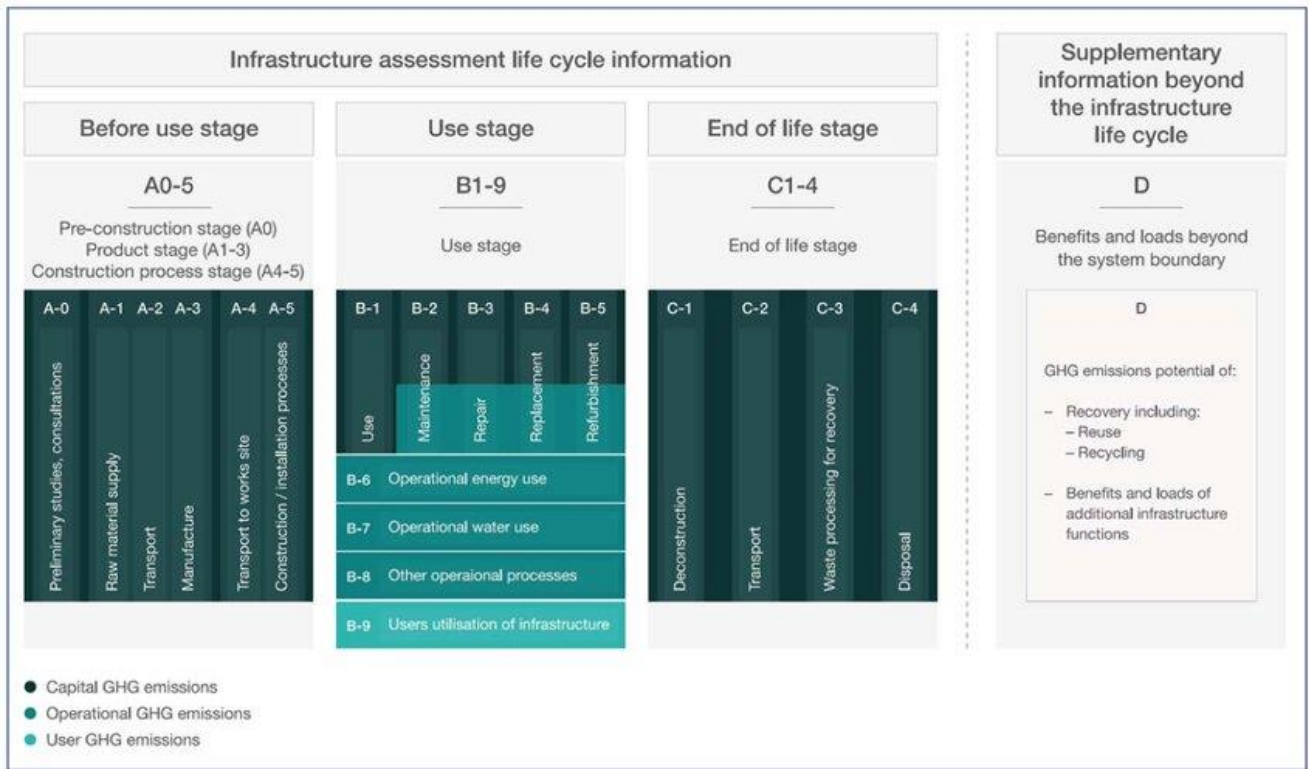 Infrastructure assessment life cycle information
Supplementary
information beyond
the infrastructure
life cycle
Before use stage
Use stage
End of life stage
A0-5
Pre-construction stage (A0)
Product stage (A1-3)
Construction process stage (A4-5)
B1-9
Use stage
C1-4
End of life stage
D
Benefits and loads beyond
the system boundary
A-0
A-1
A-2
A-3
A-4
A-5
Preliminary studies, consultations
Raw material supply
Transport
Manufacture
Transport to works site
Construction / installation processes
B-1
B-2
B-3
B-4
B-5
Use
Maintenance
Repair
Replacement
Refurbishment
B-6 Operational energy use
B-7 Operational water use
B-8 Other operaional processes
B-9 Users utilisation of infrastructure
C-1
C-2
C-3
C-4
Deconstruction
Transport
Waste processing for recovery
Disposal
D
GHG emissions potential of:
– Recovery including:
– Reuse
– Recycling
– Benefits and loads of
additional infrastructure
functions
Capital GHG emissions
Operational GHG emissions
User GHG emissions